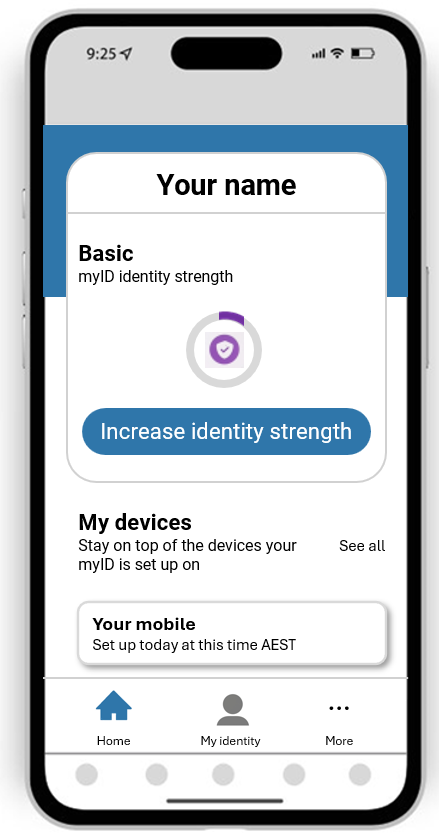 9:25
Your name
Basic
myID identity strength
Increase identity strength
My devices
Stay on top of the devices your
myID is set up on
See all
Your mobile
Set up today at this time AEST
Home
My identity
More